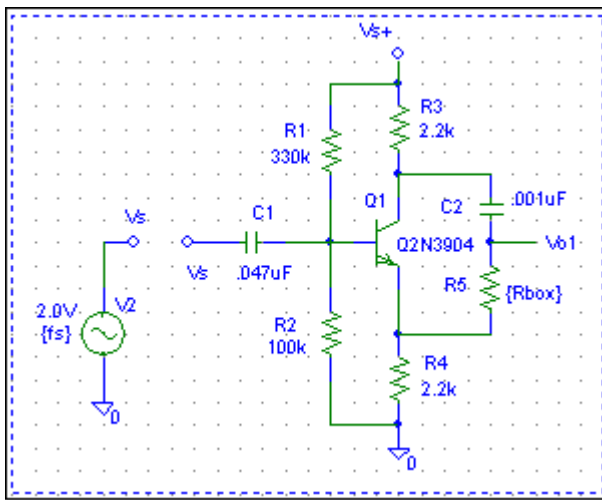 Vs+
R3
2.2k
R1
330k
Q1
C2
.001uF
C1
Vs
Vs
Q2N3904
Vo1
.047uF
R5
{Rbox}
2.0V
V2
{fs}
R2
100k
R4
2.2k
0
0